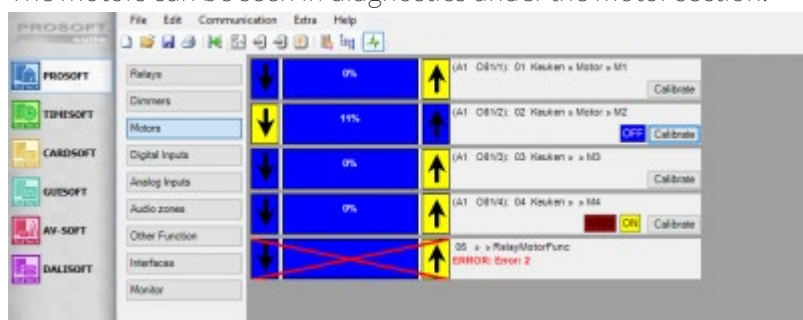 The motors can be seen in diagnostics under the motor section.
PROSOFT
File Edit Communication Extra Help
PROSOFT
TIMESOFT
CARDSOFT
GUISOFT
AV-SOFT
DALISOFT
Relays
Dimmers
Motors
Digital Inputs
Analog Inputs
Audio zones
Other Function
Interfaces
Monitor
0%
(A1 O81/1): 01 Keuken » Motor » M1
Calibrate
11%
(A1 O81/2): 02 Keuken » Motor » M2
OFF Calibrate
0%
(A1 O81/3): 03 Keuken » » M3
Calibrate
0%
(A1 O81/4): 04 Keuken » » M4
ON Calibrate
05 » » RelayMotorFunc
ERROR: Error: 2